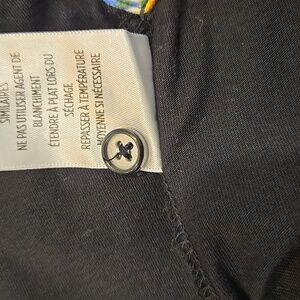 SIMILAIRES
NE PAS UTILISER AGENT DE
BLANCHIMENT
ÉTENDRE À PLAT LORS DU
SÉCHAGE
REPASSER À TEMPÉRATURE
MOYENNE SI NÉCESSAIRE